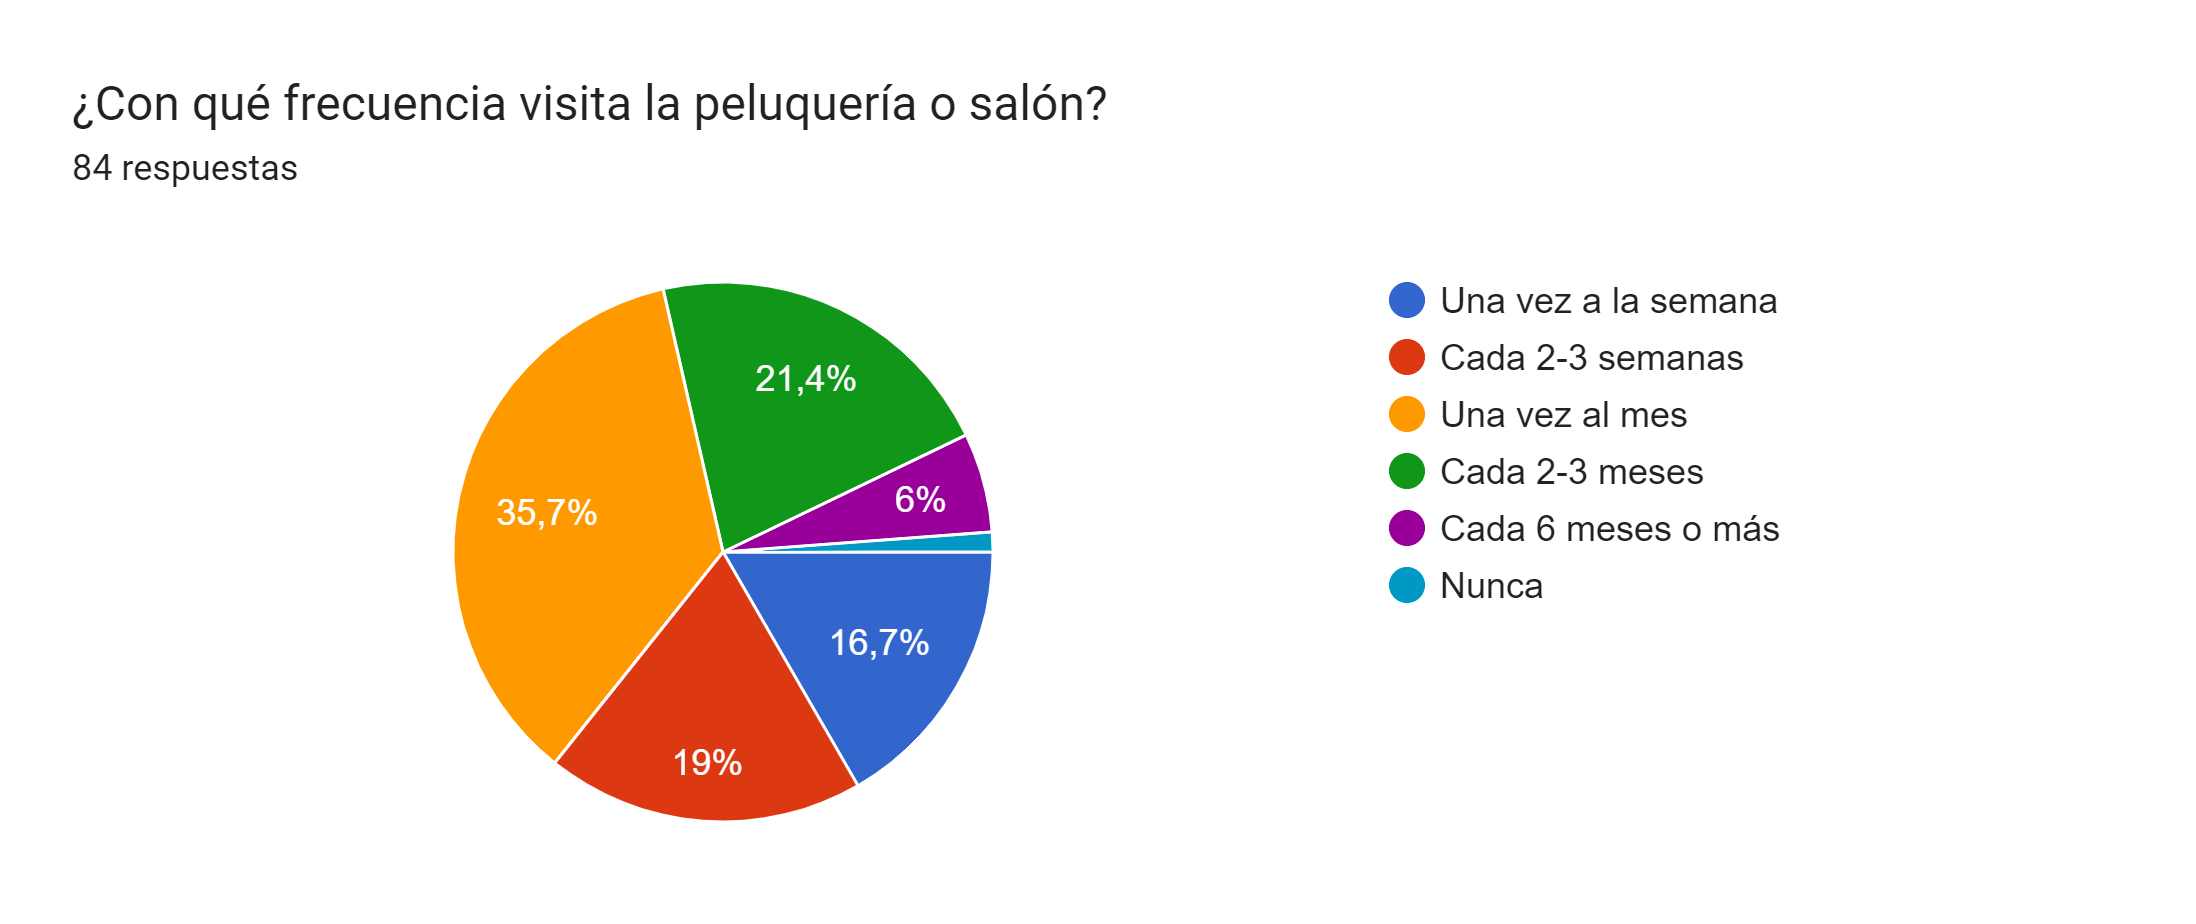 ¿Con qué frecuencia visita la peluquería o salón?
84 respuestas
21,4%
35,7%
6%
16,7%
19%
Una vez a la semana
Cada 2-3 semanas
Una vez al mes
Cada 2-3 meses
Cada 6 meses o más
Nunca